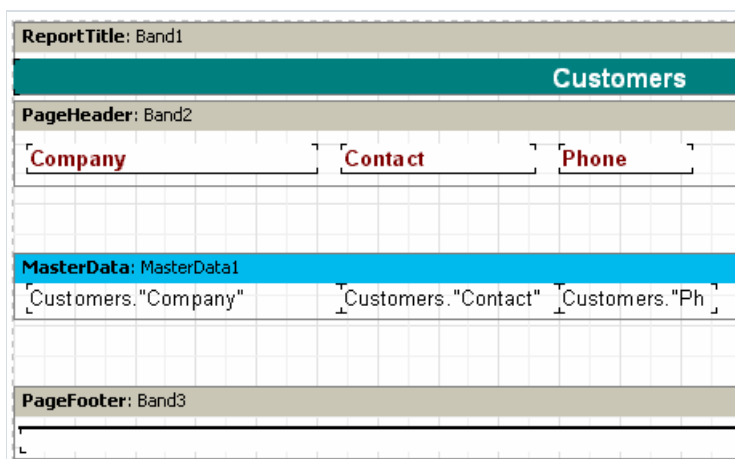 ReportTitle: Band1
Customers
PageHeader: Band2
Company Contact Phone
MasterData: MasterData1
Customers."Company" Customers."Contact" Customers."Ph
PageFooter: Band3